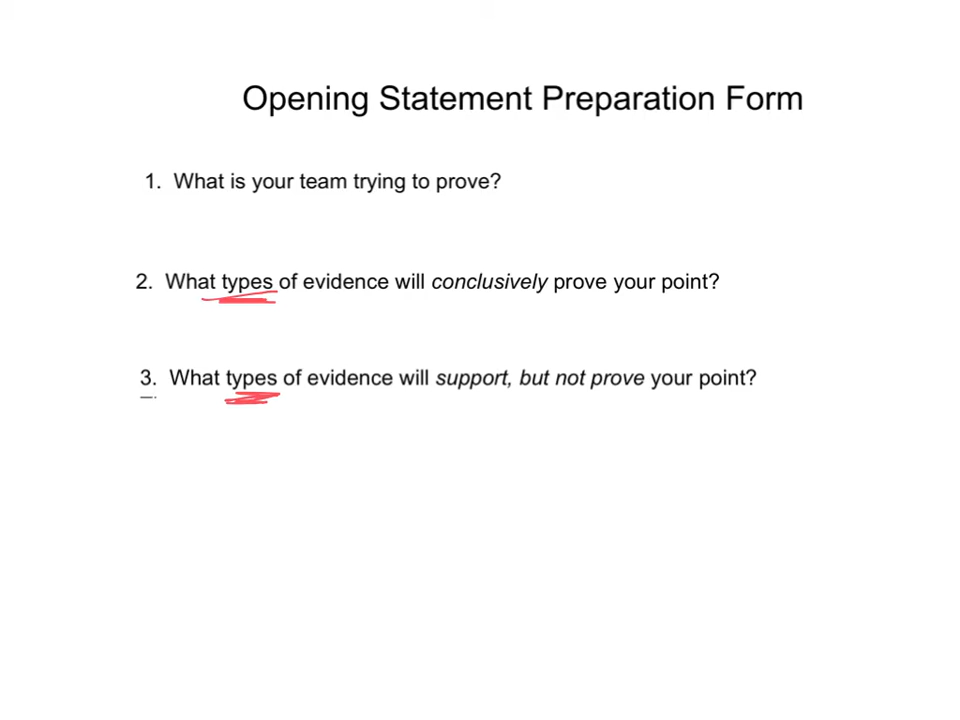 Opening Statement Preparation Form
1. What is your team trying to prove?
2. What types of evidence will conclusively prove your point?
3. What types of evidence will support, but not prove your point?